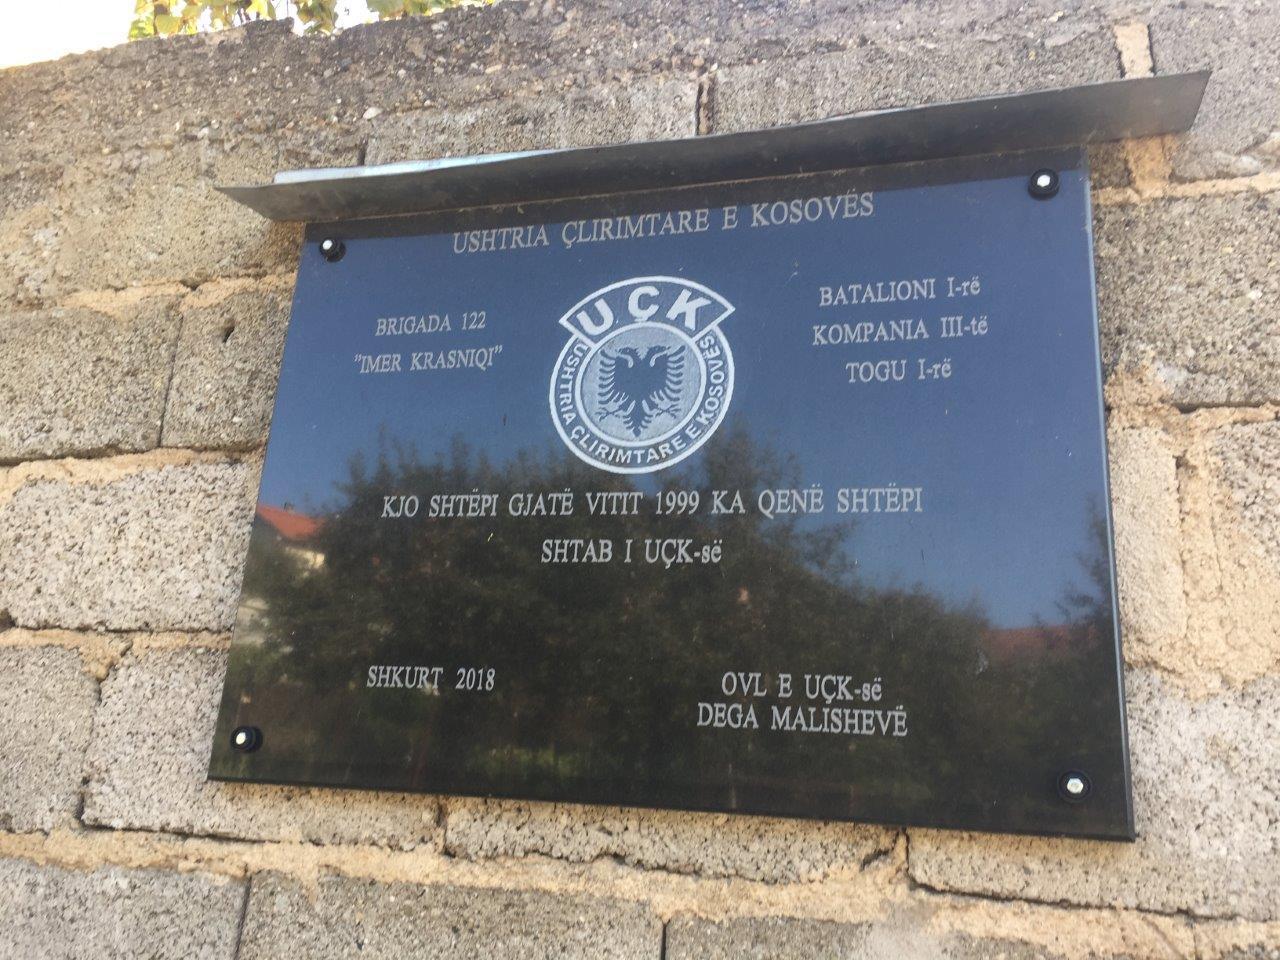 USHTRIA ÇLIRIMTARE E KOSOVËS
BRIGADA 122
"IMER KRASNIQI"
UÇK
USHTRIA ÇLIRIMTARE E KOSOVËS
BATALIONI I-rë
KOMPANIA III-të
TOGU I-rë
KJO SHTËPI GJATË VITIT 1999 KA QENË SHTËPI
SHTAB I UÇK-së
SHKURT 2018
OVL E UÇK-së
DEGA MALISHEVË